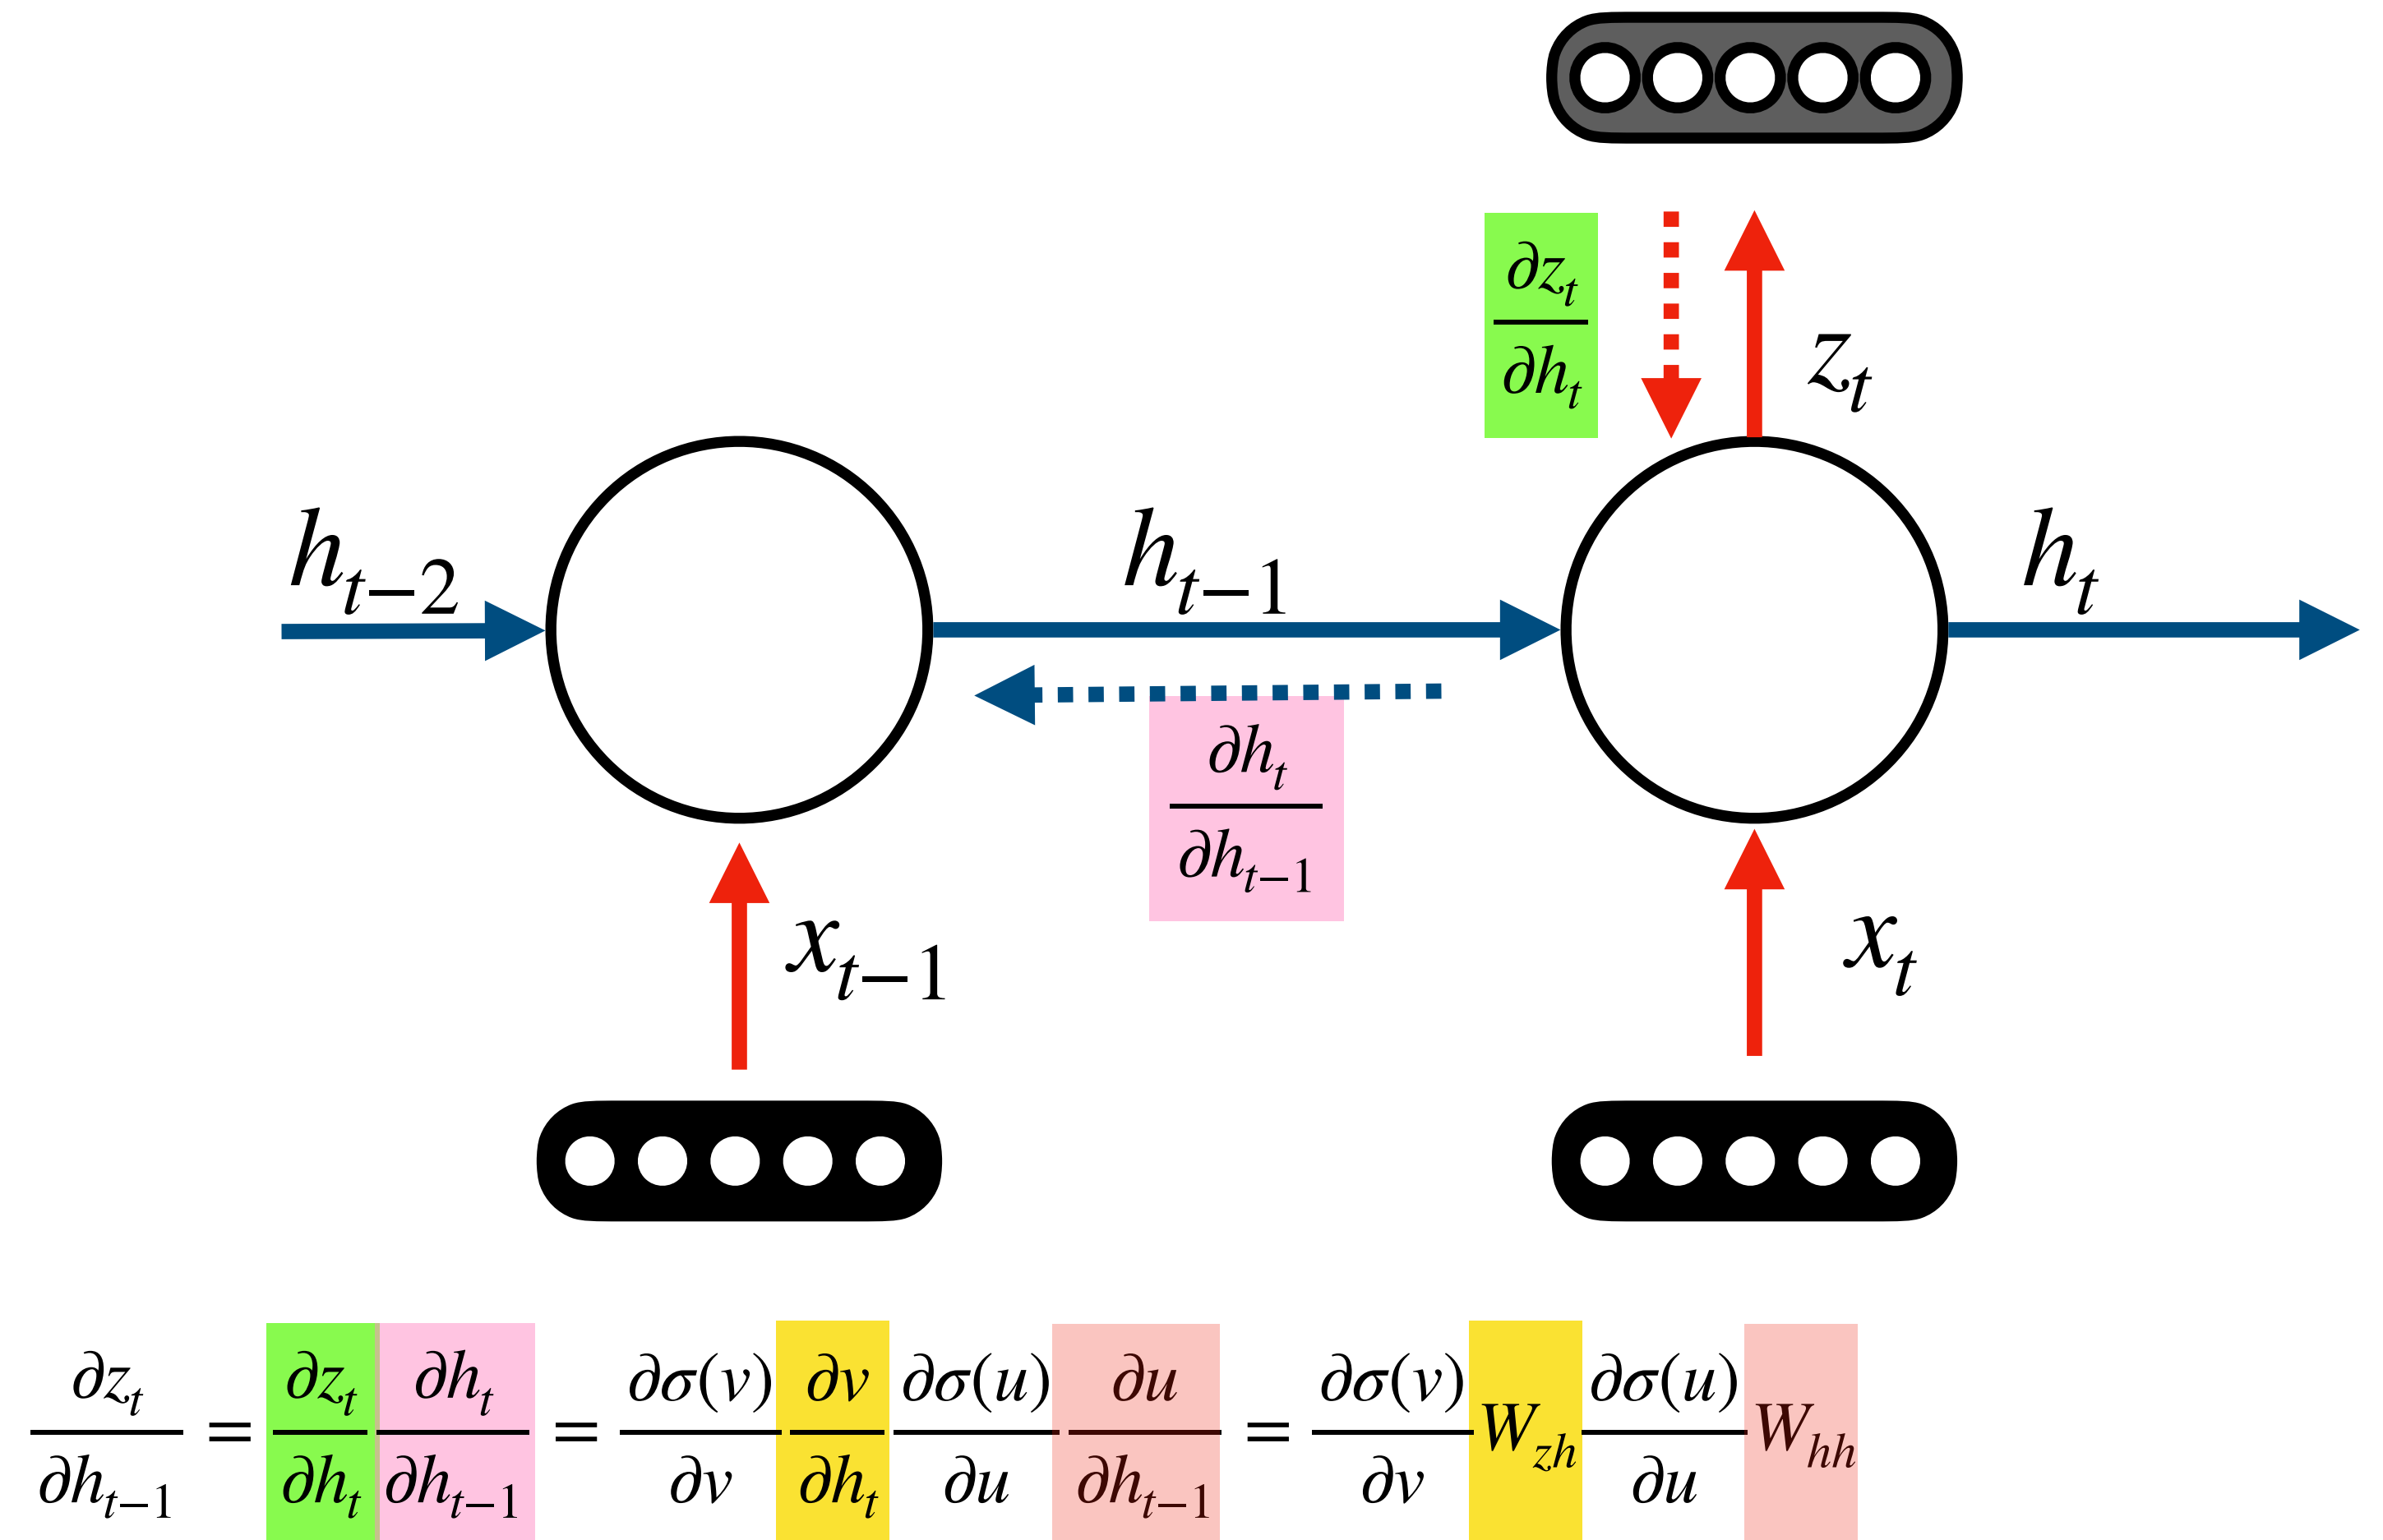 ∂z_t/∂h_t
z_t
h_{t−2}
h_{t−1}
h_t
∂h_t/∂h_{t−1}
x_{t−1}
x_t
∂z_t/∂h_{t−1} = ∂z_t/∂h_t ∂h_t/∂h_{t−1} = ∂σ(v)/∂v ∂v/∂h_t ∂σ(u)/∂u ∂u/∂h_{t−1} = ∂σ(v)/∂v W_{zh} ∂σ(u)/∂u W_{hh}